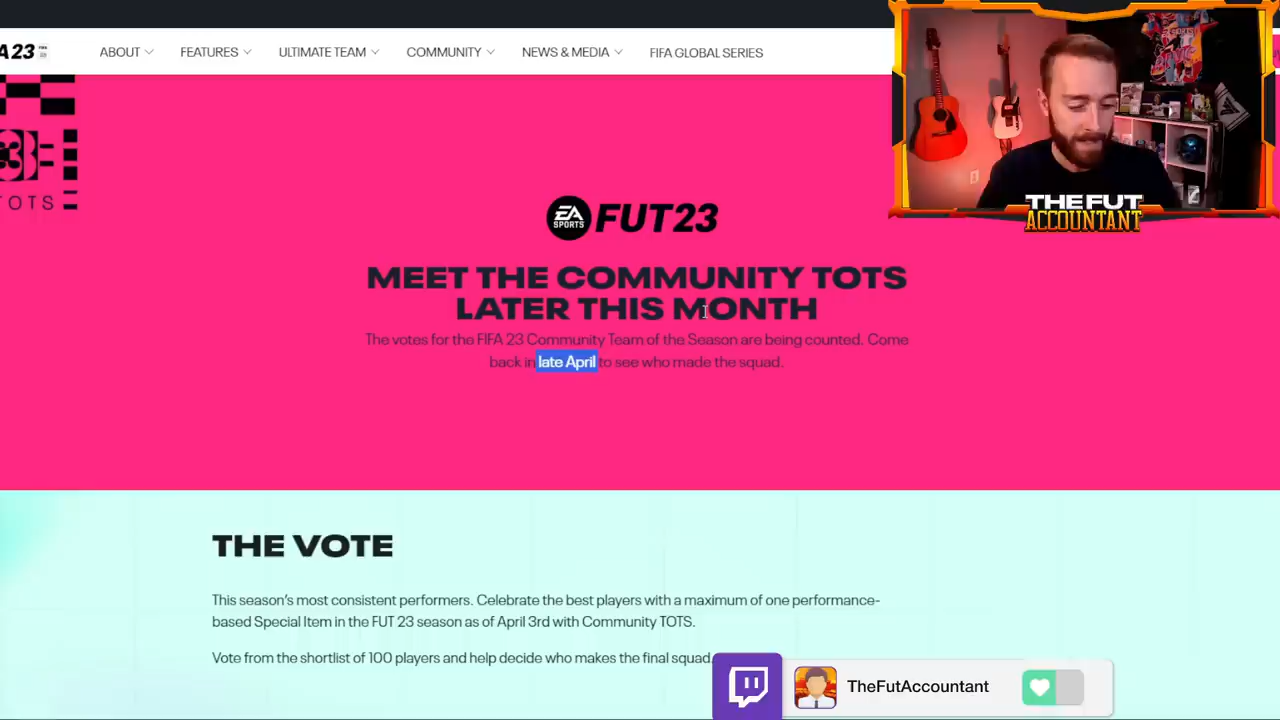 A 23
ABOUT
FEATURES
ULTIMATE TEAM
COMMUNITY
NEWS & MEDIA
FIFA GLOBAL SERIES
TOTS
EA SPORTS FUT23
MEET THE COMMUNITY TOTS
LATER THIS MONTH
The votes for the FIFA 23 Community Team of the Season are being counted. Come
back in late April to see who made the squad.
THE FUT
ACCOUNTANT
THE VOTE
This season's most consistent performers. Celebrate the best players with a maximum of one performance-
based Special Item in the FUT 23 season as of April 3rd with Community TOTS.
Vote from the shortlist of 100 players and help decide who makes the final squad.
TheFutAccountant